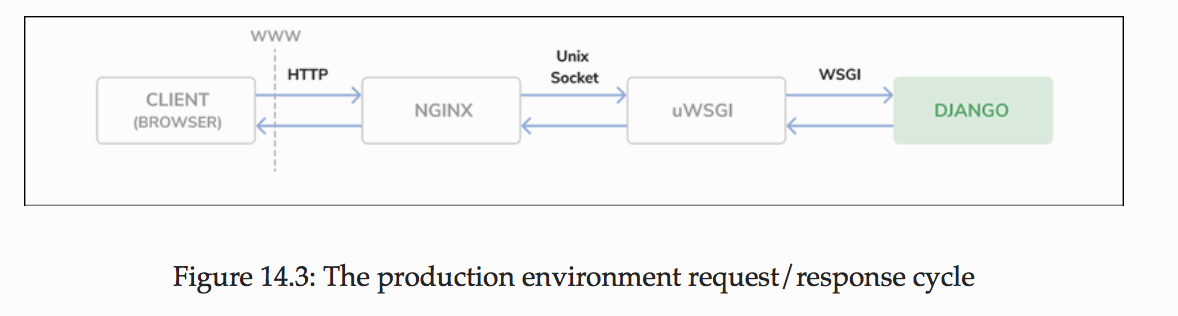 WWW
HTTP
Unix
Socket
WSGI
CLIENT
(BROWSER)
NGINX
uWSGI
DJANGO
Figure 14.3: The production environment request/response cycle